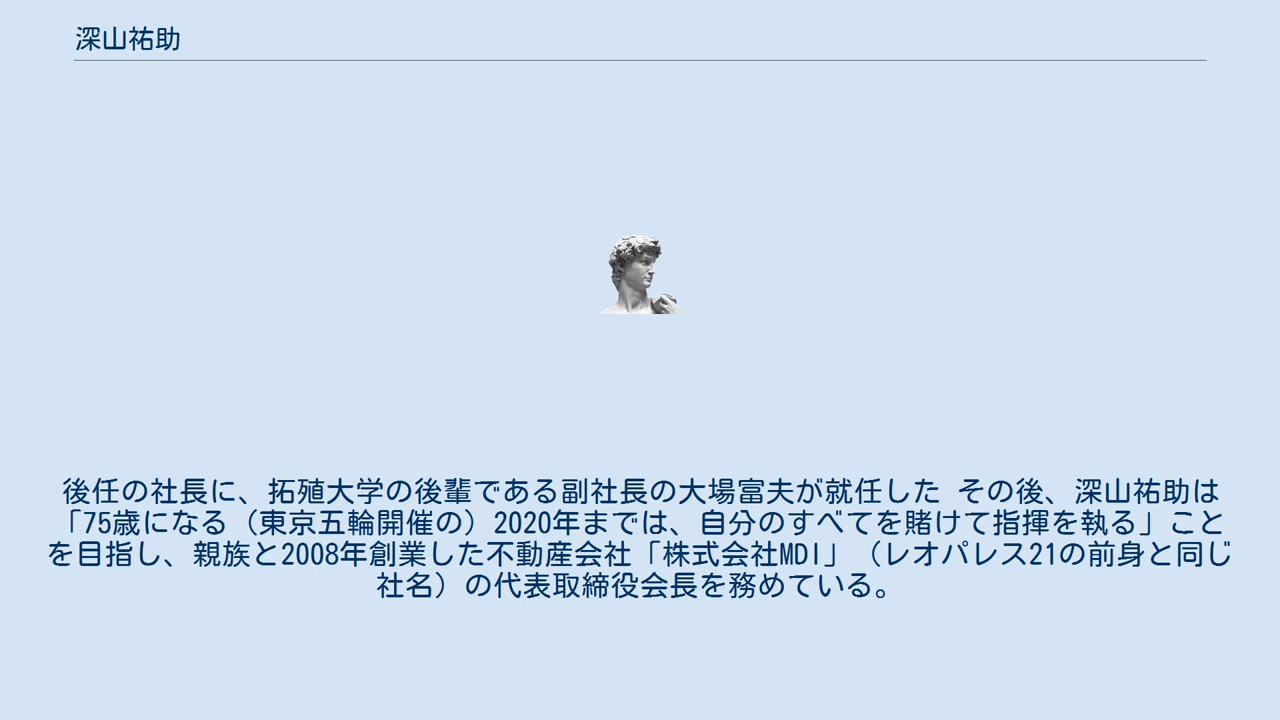 深山祐助
後任の社長に、拓殖大学の後輩である副社長の大場富夫が就任した その後、深山祐助は
「75歳になる（東京五輪開催の）2020年までは、自分のすべてを賭けて指揮を執る」こと
を目指し、親族と2008年創業した不動産会社「株式会社MDI」（レオパレス21の前身と同じ
社名）の代表取締役会長を務めている。